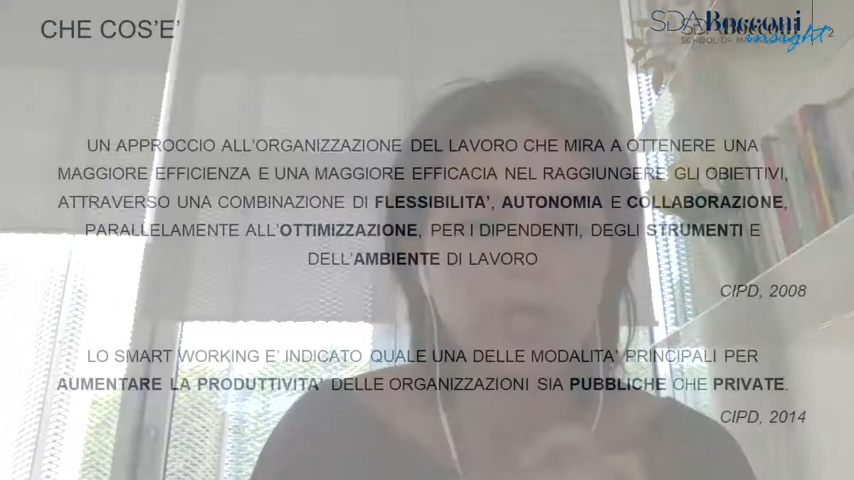 CHE COS'E'
SDA Bocconi
SCHOOL OF MANAGEMENT
insight
2
UN APPROCCIO ALL'ORGANIZZAZIONE DEL LAVORO CHE MIRA A OTTENERE UNA
MAGGIORE EFFICIENZA E UNA MAGGIORE EFFICACIA NEL RAGGIUNGERE GLI OBIETTIVI,
ATTRAVERSO UNA COMBINAZIONE DI FLESSIBILITA', AUTONOMIA E COLLABORAZIONE,
PARALLELAMENTE ALL'OTTIMIZZAZIONE, PER I DIPENDENTI, DEGLI STRUMENTI E
DELL'AMBIENTE DI LAVORO
CIPD, 2008
LO SMART WORKING E' INDICATO QUALE UNA DELLE MODALITA' PRINCIPALI PER
AUMENTARE LA PRODUTTIVITA' DELLE ORGANIZZAZIONI SIA PUBBLICHE CHE PRIVATE.
CIPD, 2014